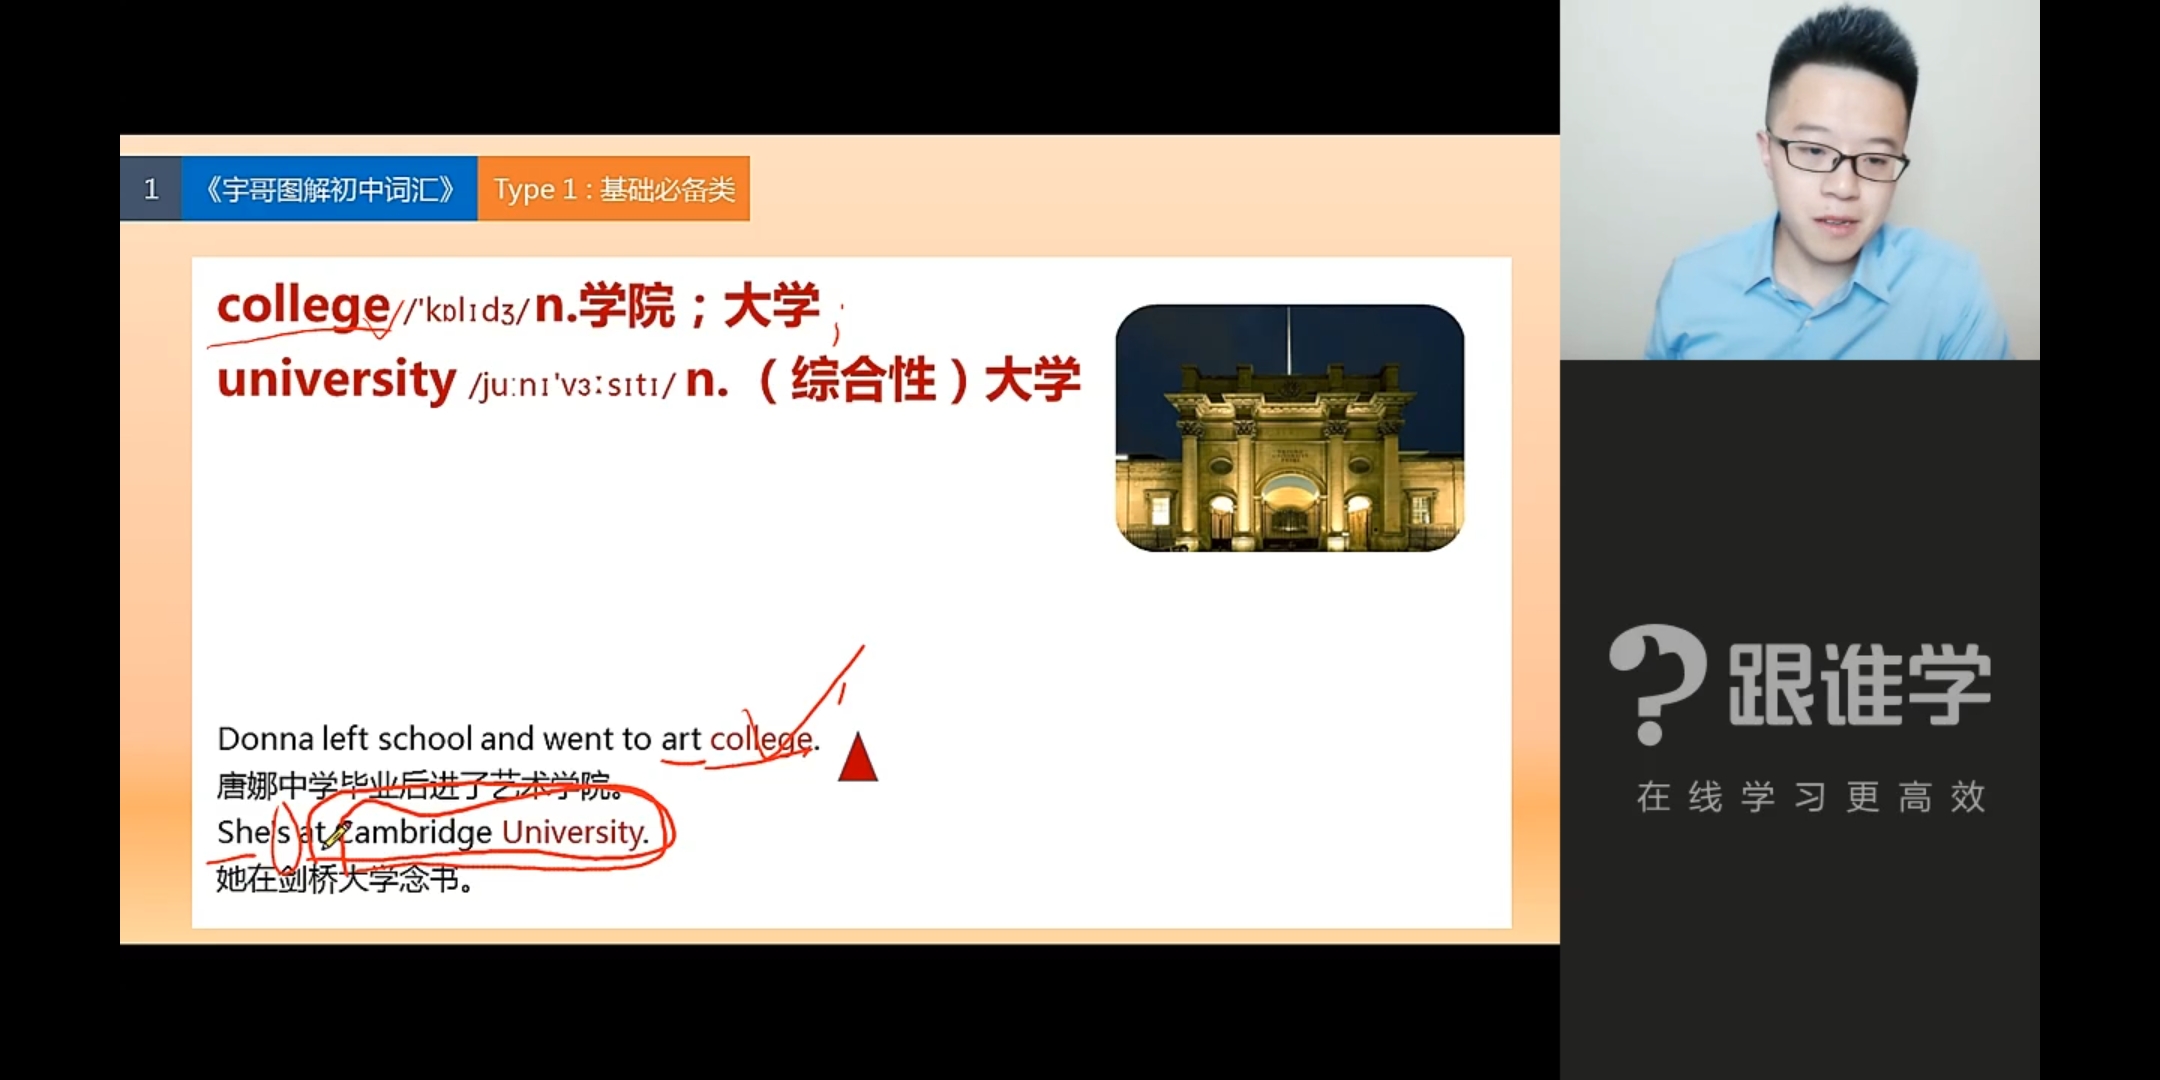 1 《宇哥图解初中词汇》 Type 1 : 基础必备类
college//'kɒlɪdʒ/ n.学院；大学
university /juːnɪ'vɜːsɪtɪ/ n. （综合性）大学
Donna left school and went to art college.
唐娜中学毕业后进了艺术学院。
She's at Cambridge University.
她在剑桥大学念书。
跟谁学
在线学习更高效